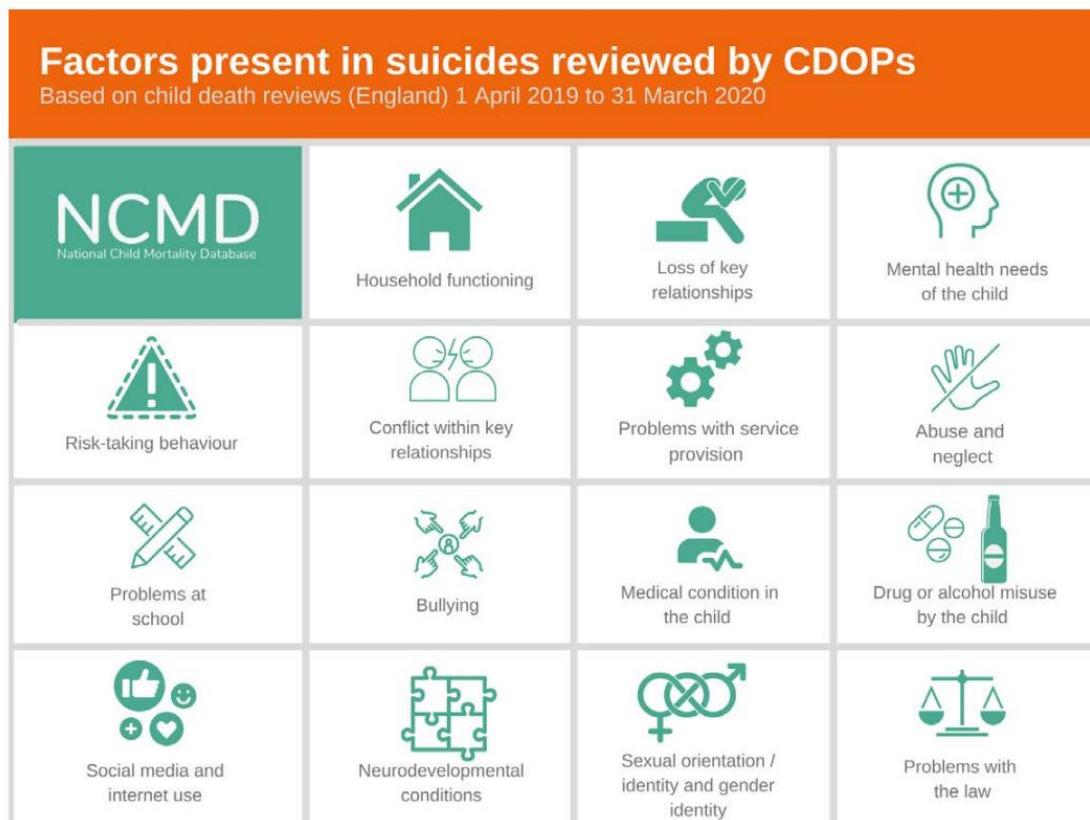 Factors present in suicides reviewed by CDOPs
Based on child death reviews (England) 1 April 2019 to 31 March 2020
NCMD
National Child Mortality Database
Household functioning
Loss of key
relationships
Mental health needs
of the child
Risk-taking behaviour
Conflict within key
relationships
Problems with service
provision
Abuse and
neglect
Problems at
school
Bullying
Medical condition in
the child
Drug or alcohol misuse
by the child
Social media and
internet use
Neurodevelopmental
conditions
Sexual orientation /
identity and gender
identity
Problems with
the law